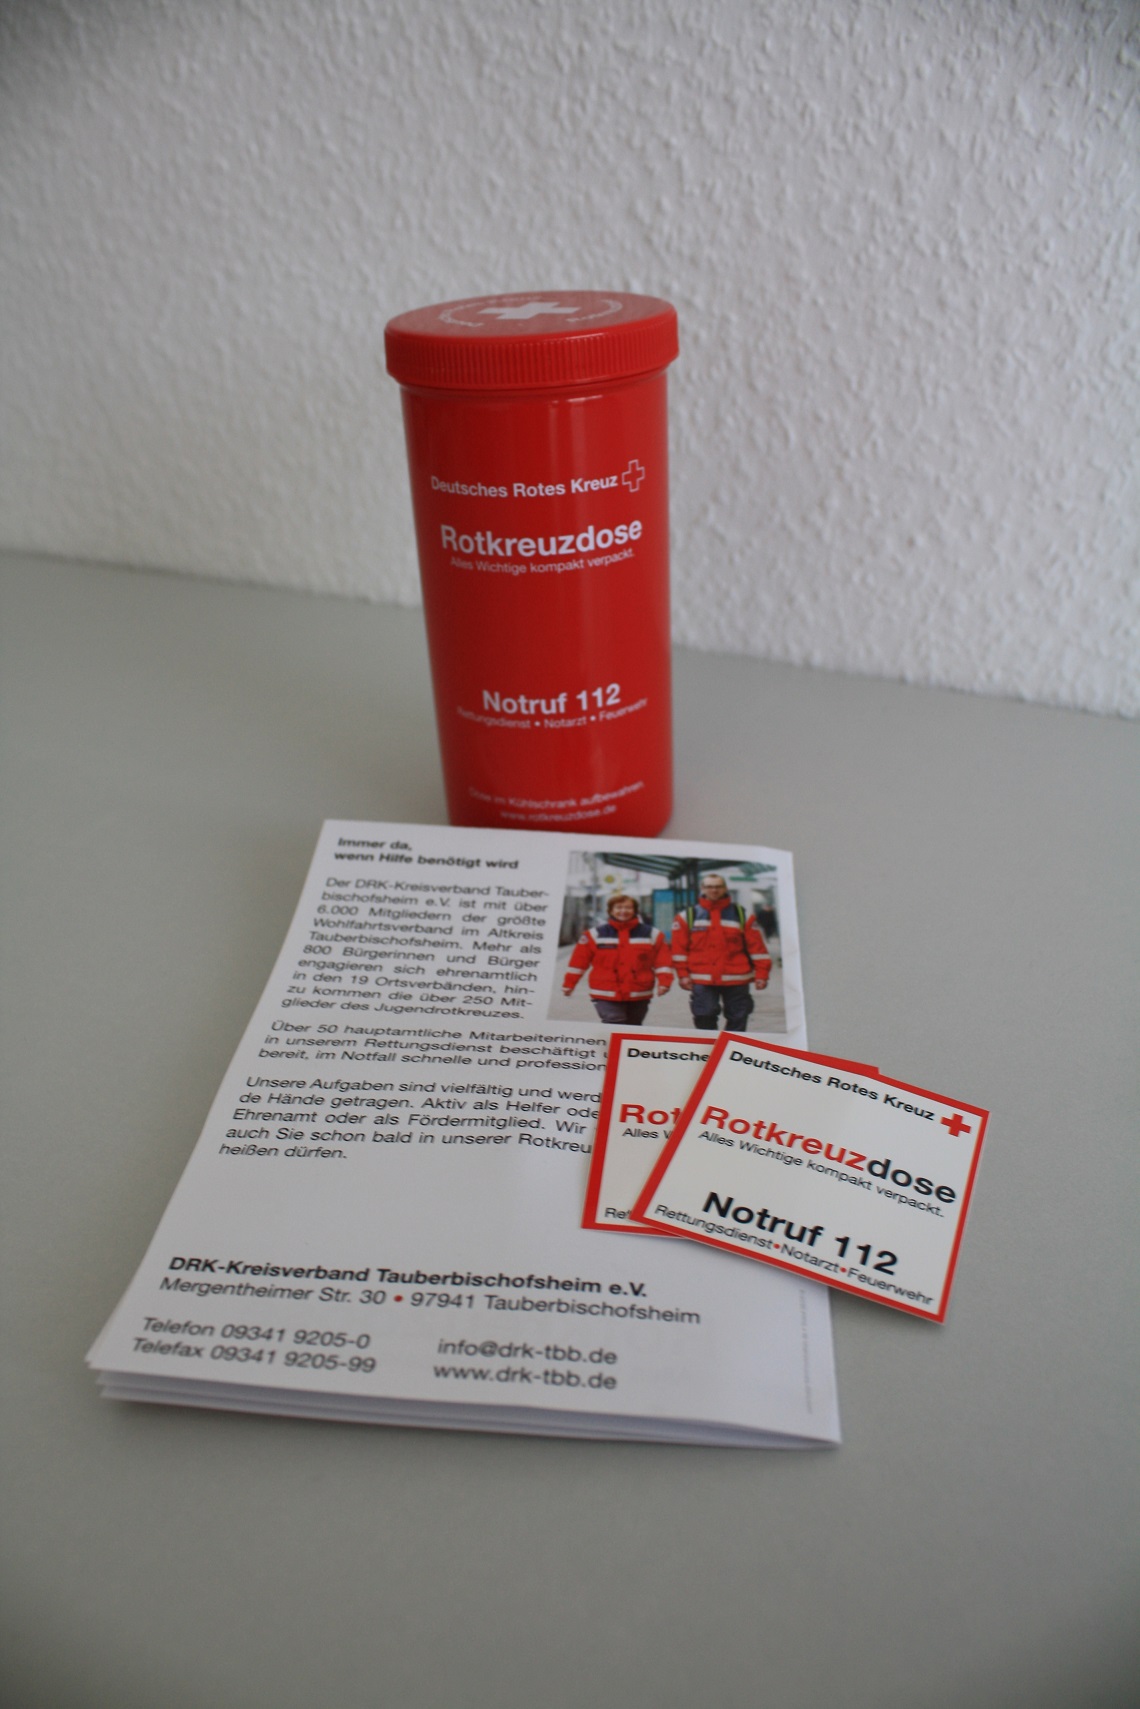 Deutsches Rotes Kreuz
Rotkreuzdose
Alles Wichtige kompakt verpackt.
Notruf 112
Rettungsdienst • Notarzt • Feuerwehr
Dose im Kühlschrank aufbewahren
www.rotkreuzdose.de
Immer da,
wenn Hilfe benötigt wird
Der DRK-Kreisverband Tauber-
bischofsheim e.V. ist mit über
6.000 Mitgliedern der größte
Wohlfahrtsverband im Altkreis
Tauberbischofsheim. Mehr als
800 Bürgerinnen und Bürger
engagieren sich ehrenamtlich
in den 19 Ortsverbänden, hin-
zu kommen die über 250 Mit-
glieder des Jugendrotkreuzes.
Über 50 hauptamtliche Mitarbeiterinnen
in unserem Rettungsdienst beschäftigt
bereit, im Notfall schnelle und profession
Unsere Aufgaben sind vielfältig und werd
de Hände getragen. Aktiv als Helfer ode
Ehrenamt oder als Fördermitglied. Wir
auch Sie schon bald in unserer Rotkreu
heißen dürfen.
DRK-Kreisverband Tauberbischofsheim e.V.
Mergentheimer Str. 30 • 97941 Tauberbischofsheim
Telefon 09341 9205-0
Telefax 09341 9205-99
info@drk-tbb.de
www.drk-tbb.de
Deutsche
Rot
Alles
Ret
Deutsches Rotes Kreuz
Rotkreuzdose
Alles Wichtige kompakt verpackt.
Notruf 112
Rettungsdienst•Notarzt•Feuerwehr